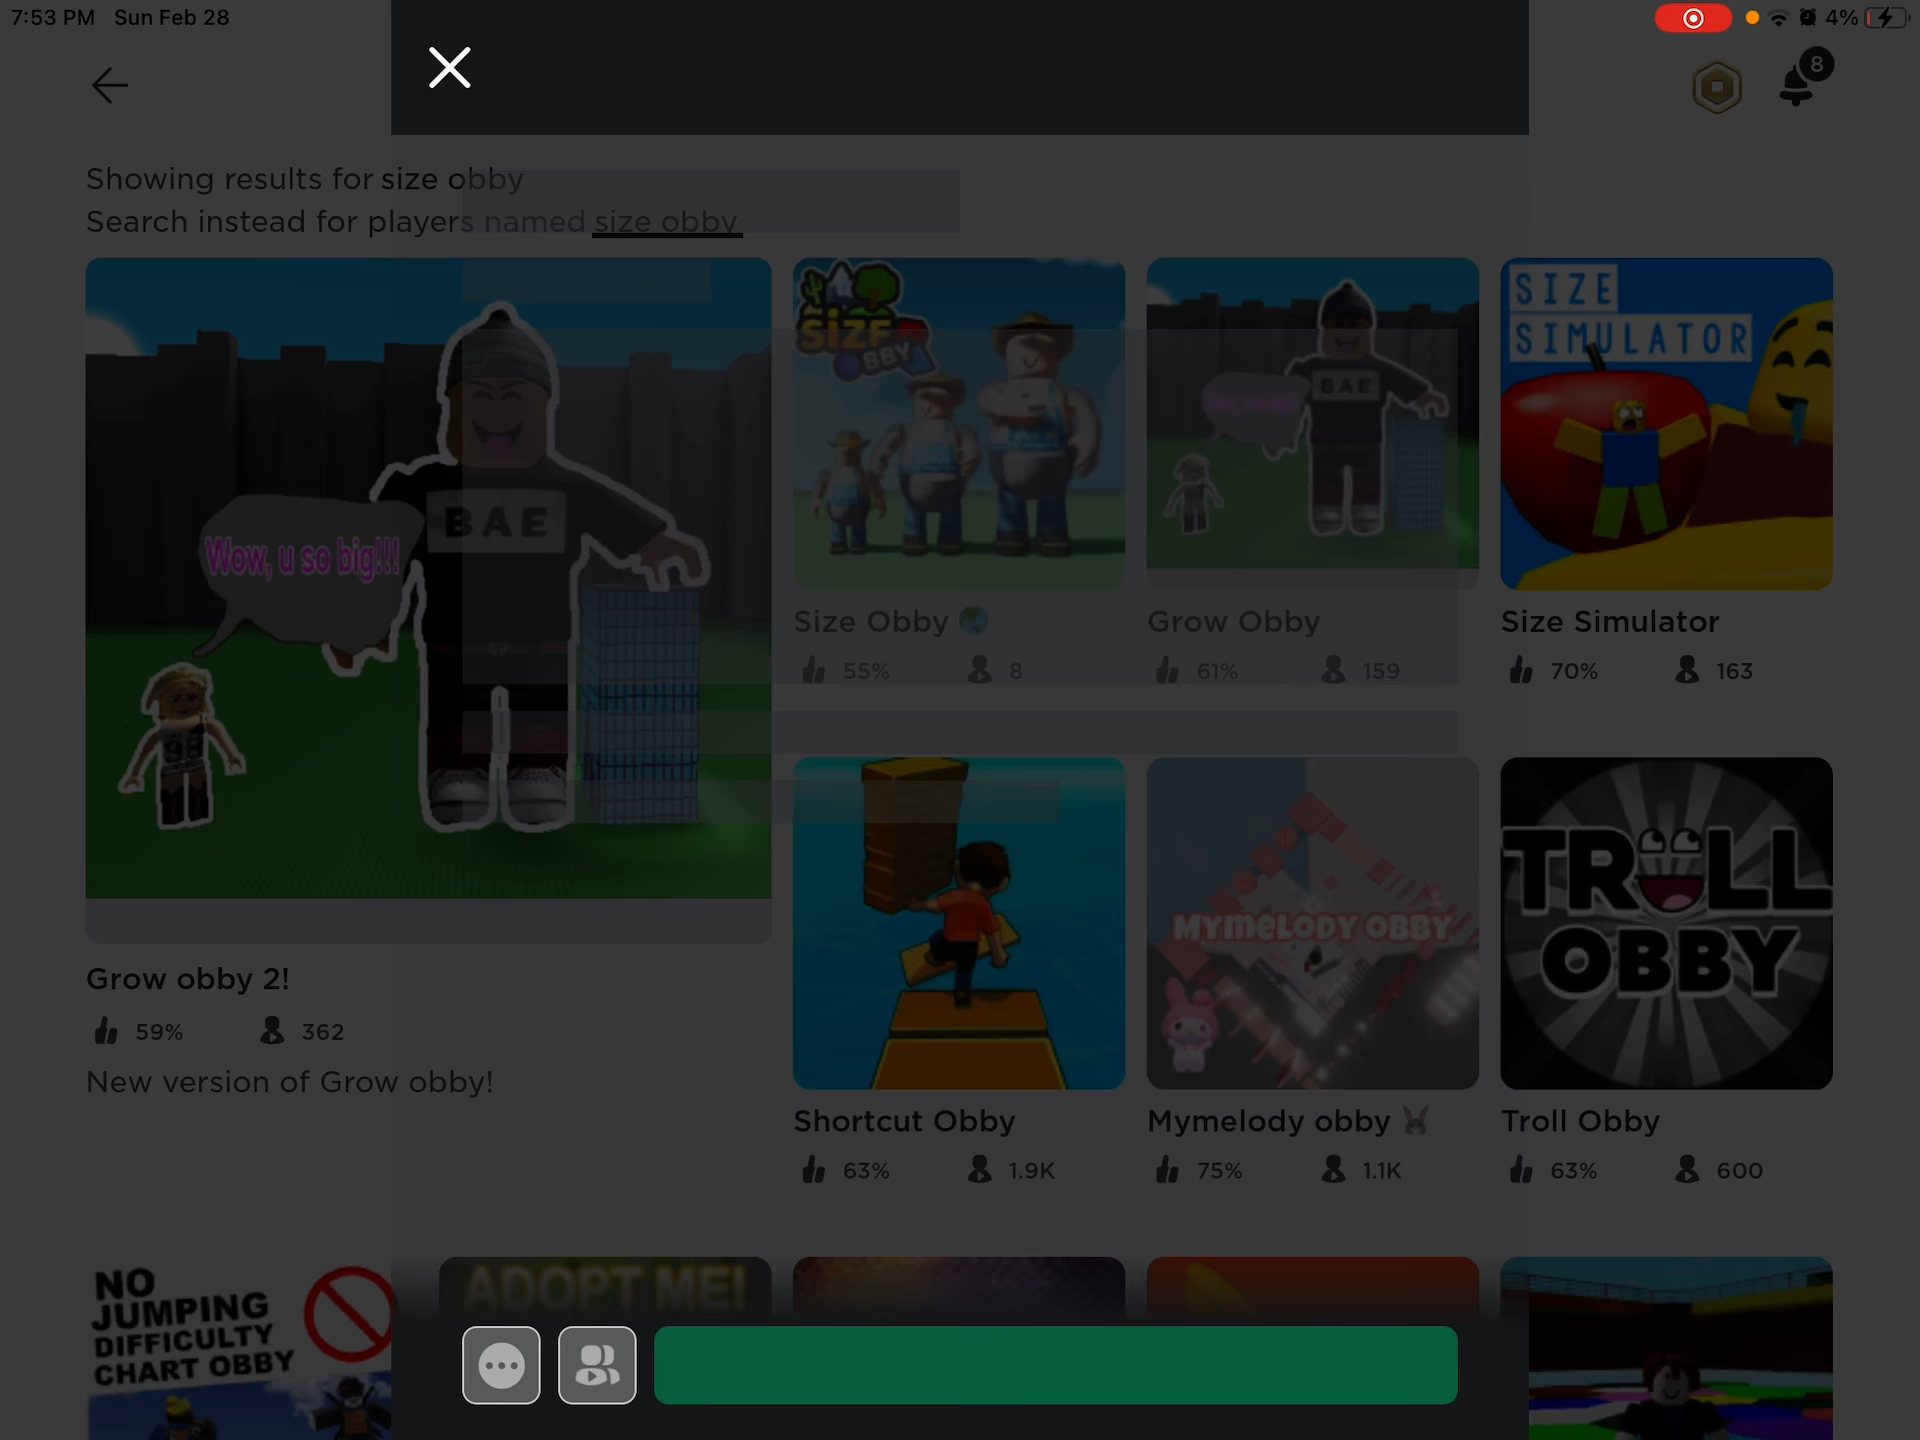 7:53 PM Sun Feb 28
4%
8
Showing results for size obby
Search instead for players named size obby
Wow, u so big!!!
BAE
SIZE
OBBY
BAE
SIZE
SIMULATOR
Size Obby
Grow Obby
Size Simulator
55% 8
61% 159
70% 163
MYMELODY OBBY
TROLL
OBBY
Grow obby 2!
59% 362
New version of Grow obby!
Shortcut Obby
Mymelody obby
Troll Obby
63% 1.9K
75% 1.1K
63% 600
NO
JUMPING
DIFFICULTY
CHART OBBY
ADOPT ME!